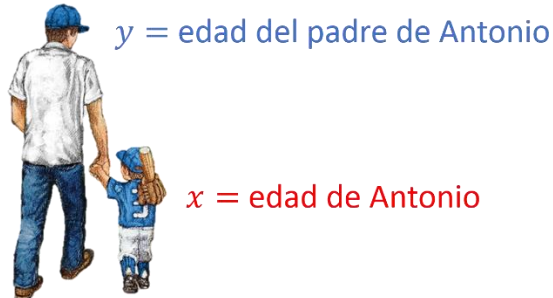 y = edad del padre de Antonio
x = edad de Antonio